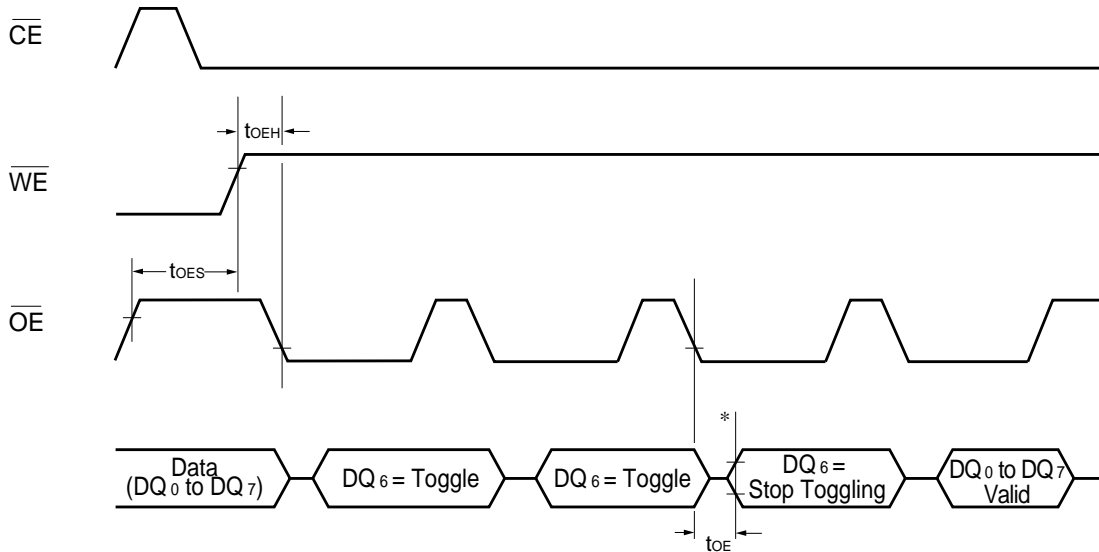 CE
tOEH
WE
tOES
OE
*
Data
(DQ0 to DQ7)
DQ6 = Toggle
DQ6 = Toggle
DQ6 =
Stop Toggling
DQ0 to DQ7
Valid
tOE